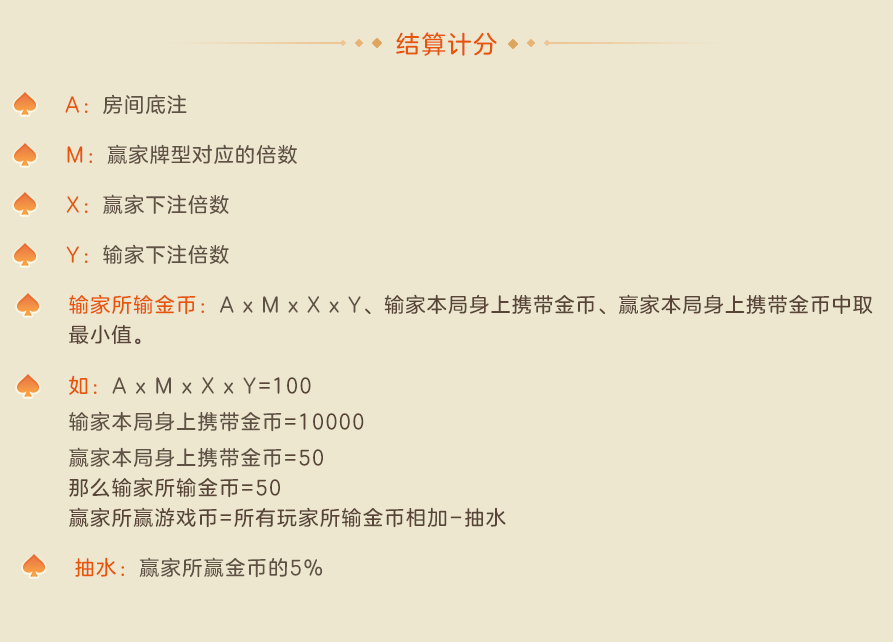 结算计分
A：房间底注
M：赢家牌型对应的倍数
X：赢家下注倍数
Y：输家下注倍数
输家所输金币：A x M x X x Y、输家本局身上携带金币、赢家本局身上携带金币中取
最小值。
如：A x M x X x Y=100
输家本局身上携带金币=10000
赢家本局身上携带金币=50
那么输家所输金币=50
赢家所赢游戏币=所有玩家所输金币相加-抽水
抽水：赢家所赢金币的5%